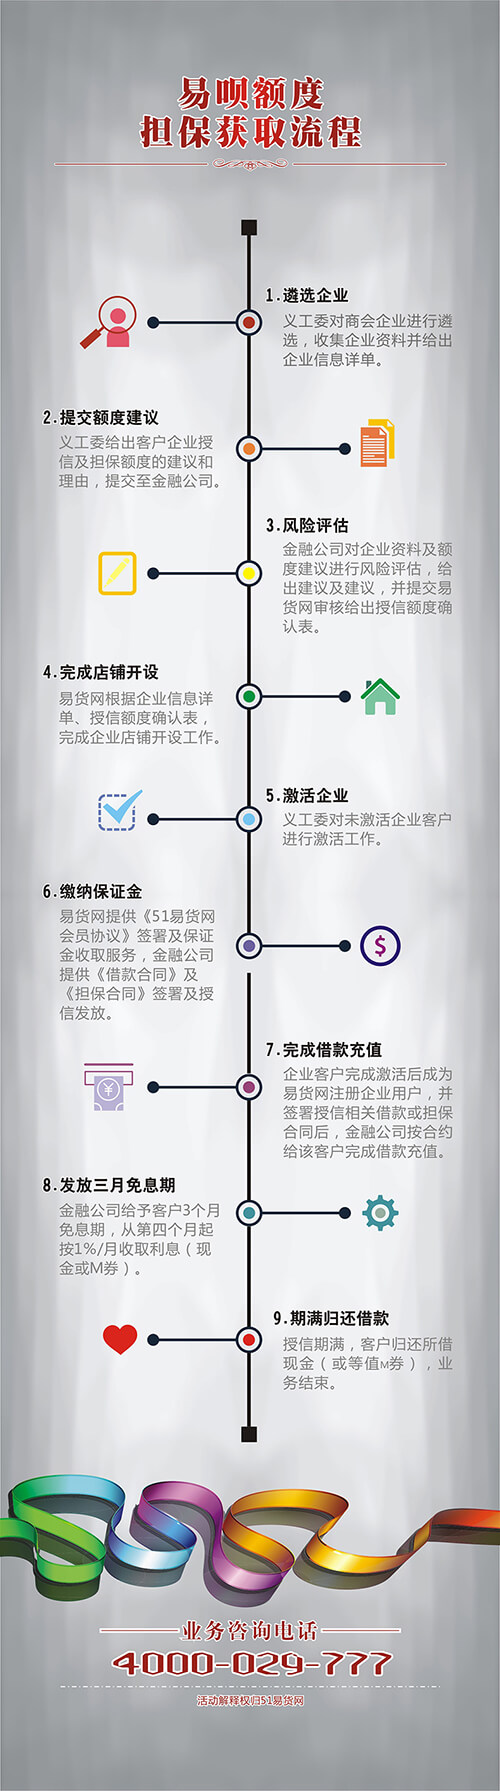 易呗额度
担保获取流程
1.遴选企业
义工委对商会企业进行遴
选，收集企业资料并给出
企业信息详单。
2.提交额度建议
义工委给出客户企业授
信及担保额度的建议和
理由，提交至金融公司。
3.风险评估
金融公司对企业资料及额
度建议进行风险评估，给
出建议及建议，并提交易
货网审核给出授信额度确
认表。
4.完成店铺开设
易货网根据企业信息详
单、授信额度确认表，
完成企业店铺开设工作。
5.激活企业
义工委对未激活企业客户
进行激活工作。
6.缴纳保证金
易货网提供《51易货网
会员协议》签署及保证
金收取服务，金融公司
提供《借款合同》及
《担保合同》签署及授
信发放。
7.完成借款充值
企业客户完成激活后成为
易货网注册企业用户，并
签署授信相关借款或担保
合同后，金融公司按合约
给该客户完成借款充值。
8.发放三月免息期
金融公司给予客户3个月
免息期，从第四个月起
按1%/月收取利息（现
金或M券）。
9.期满归还借款
授信期满，客户归还所借
现金（或等值M券），业
务结束。
业务咨询电话
4000-029-777
活动解释权归51易货网